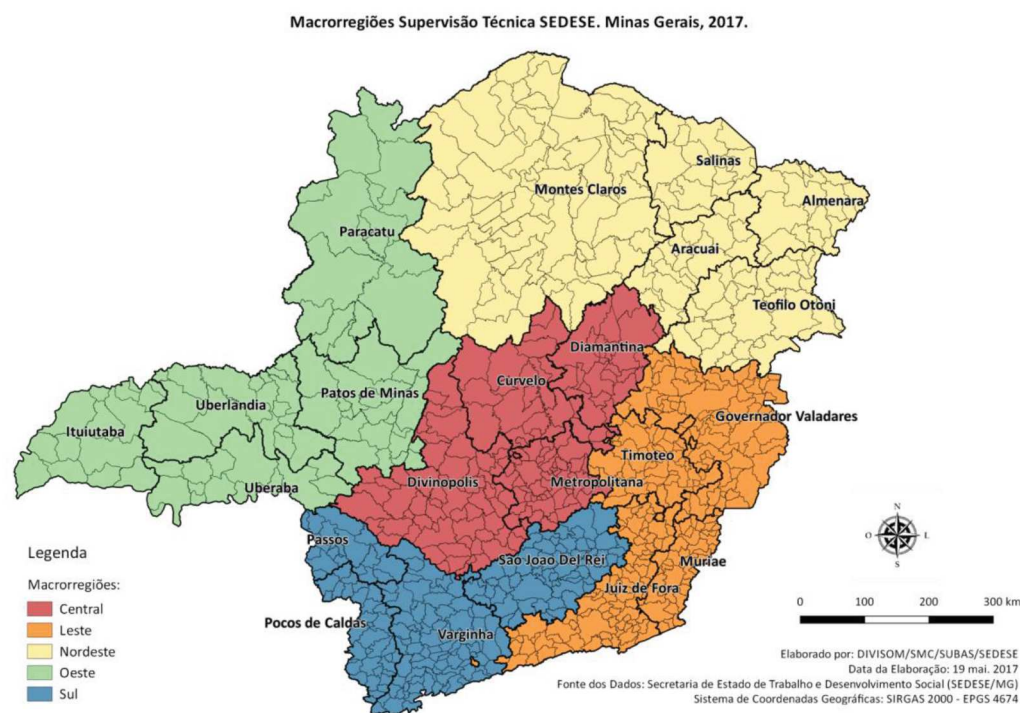 Macrorregiões Supervisão Técnica SEDESE. Minas Gerais, 2017.
Salinas
Montes Claros
Almenara
Paracatu
Aracuai
Teofilo Otoni
Diamantina
Curvelo
Patos de Minas
Uberlandia
Governador Valadares
Ituiutaba
Timoteo
Divinopolis
Metropolitana
Uberaba
N
O
L
S
Passos
Sao Joao Del Rei
Muriae
Juiz de Fora
Pocos de Caldas
Varginha
Legenda
Macrorregiões:
Central
Leste
Nordeste
Oeste
Sul
0 100 200 300 km
Elaborado por: DIVISOM/SMC/SUBAS/SEDESE
Data da Elaboração: 19 mai. 2017
Fonte dos Dados: Secretaria de Estado de Trabalho e Desenvolvimento Social (SEDESE/MG)
Sistema de Coordenadas Geográficas: SIRGAS 2000 - EPGS 4674